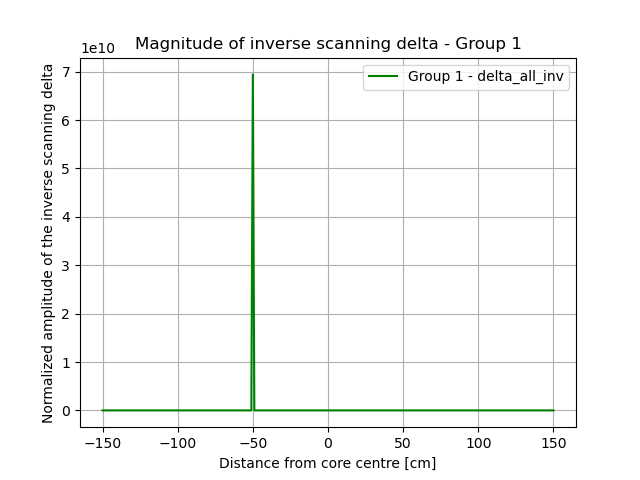 Magnitude of inverse scanning delta - Group 1
1e10
Group 1 - delta_all_inv
Normalized amplitude of the inverse scanning delta
7
6
5
4
3
2
1
0
−150 −100 −50 0 50 100 150
Distance from core centre [cm]